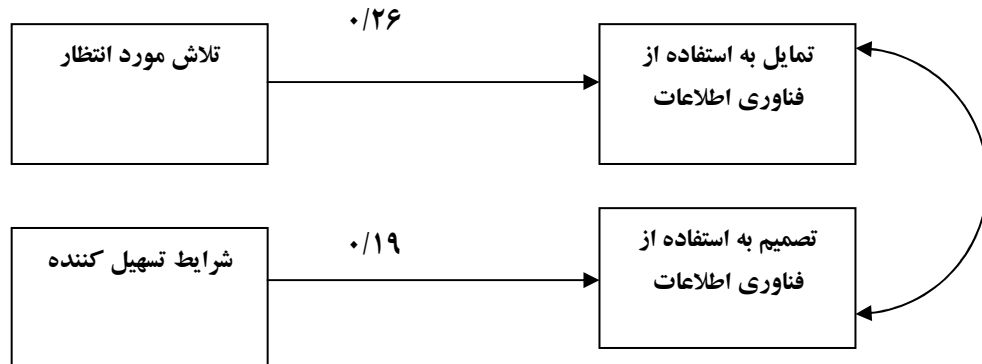 ۰/۲۶
تلاش مورد انتظار
تمایل به استفاده از
فناوری اطلاعات
۰/۱۹
شرایط تسهیل کننده
تصمیم به استفاده از
فناوری اطلاعات